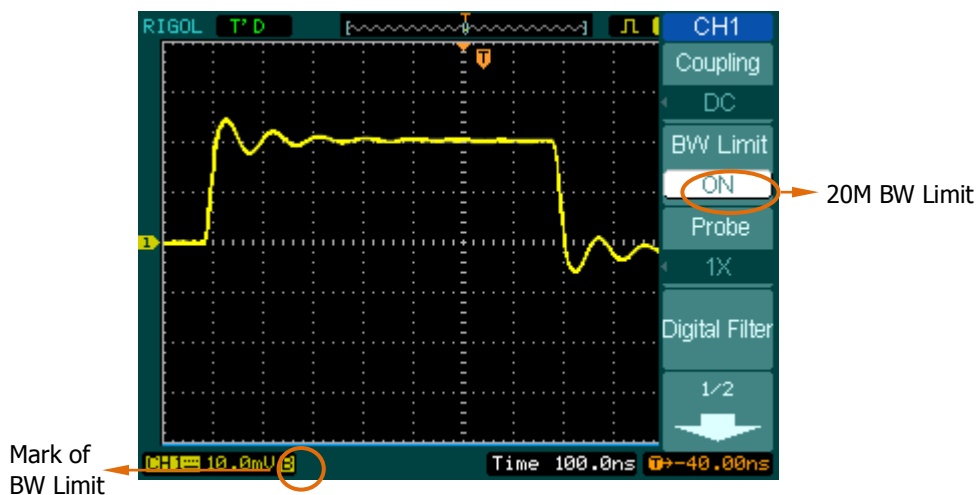 RIGOL T'D T CH1
T
Coupling
DC
BW Limit
ON
20M BW Limit
Probe
1
1X
Digital Filter
1/2
Mark of
BW Limit
CH1 10.0mV B Time 100.0ns T→-40.00ns